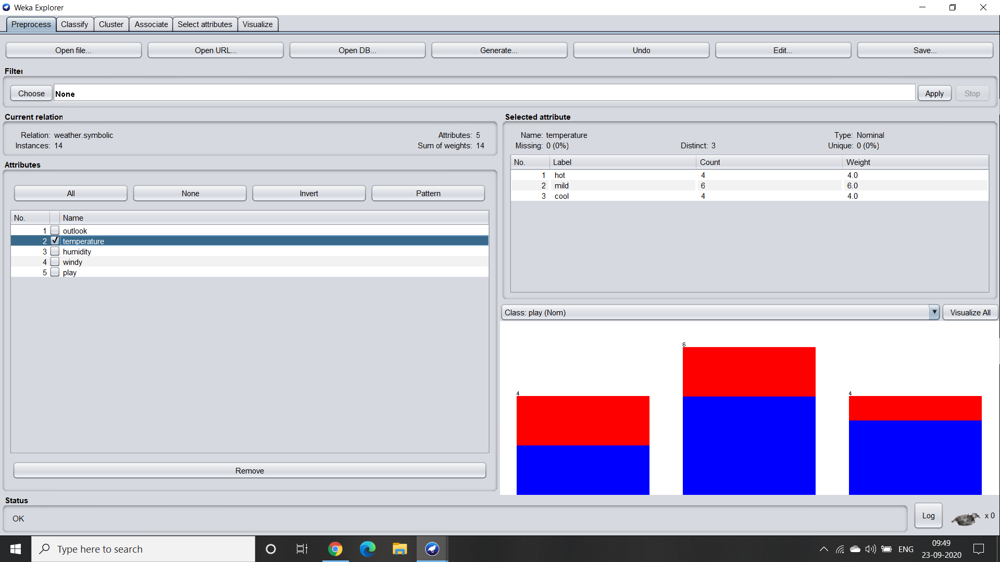 Weka Explorer
Preprocess Classify Cluster Associate Select attributes Visualize
Open file... Open URL... Open DB... Generate... Undo Edit... Save...
Filter
Choose None Apply Stop
Current relation
Relation: weather.symbolic Attributes: 5
Instances: 14 Sum of weights: 14
Attributes
All None Invert Pattern
No. Name
1 outlook
2 temperature
3 humidity
4 windy
5 play
Remove
Selected attribute
Name: temperature Type: Nominal
Missing: 0 (0%) Distinct: 3 Unique: 0 (0%)
No. Label Count Weight
1 hot 4 4.0
2 mild 6 6.0
3 cool 4 4.0
Class: play (Nom) Visualize All
4 6 4
Status
OK Log x 0
Type here to search ENG 09:49
23-09-2020